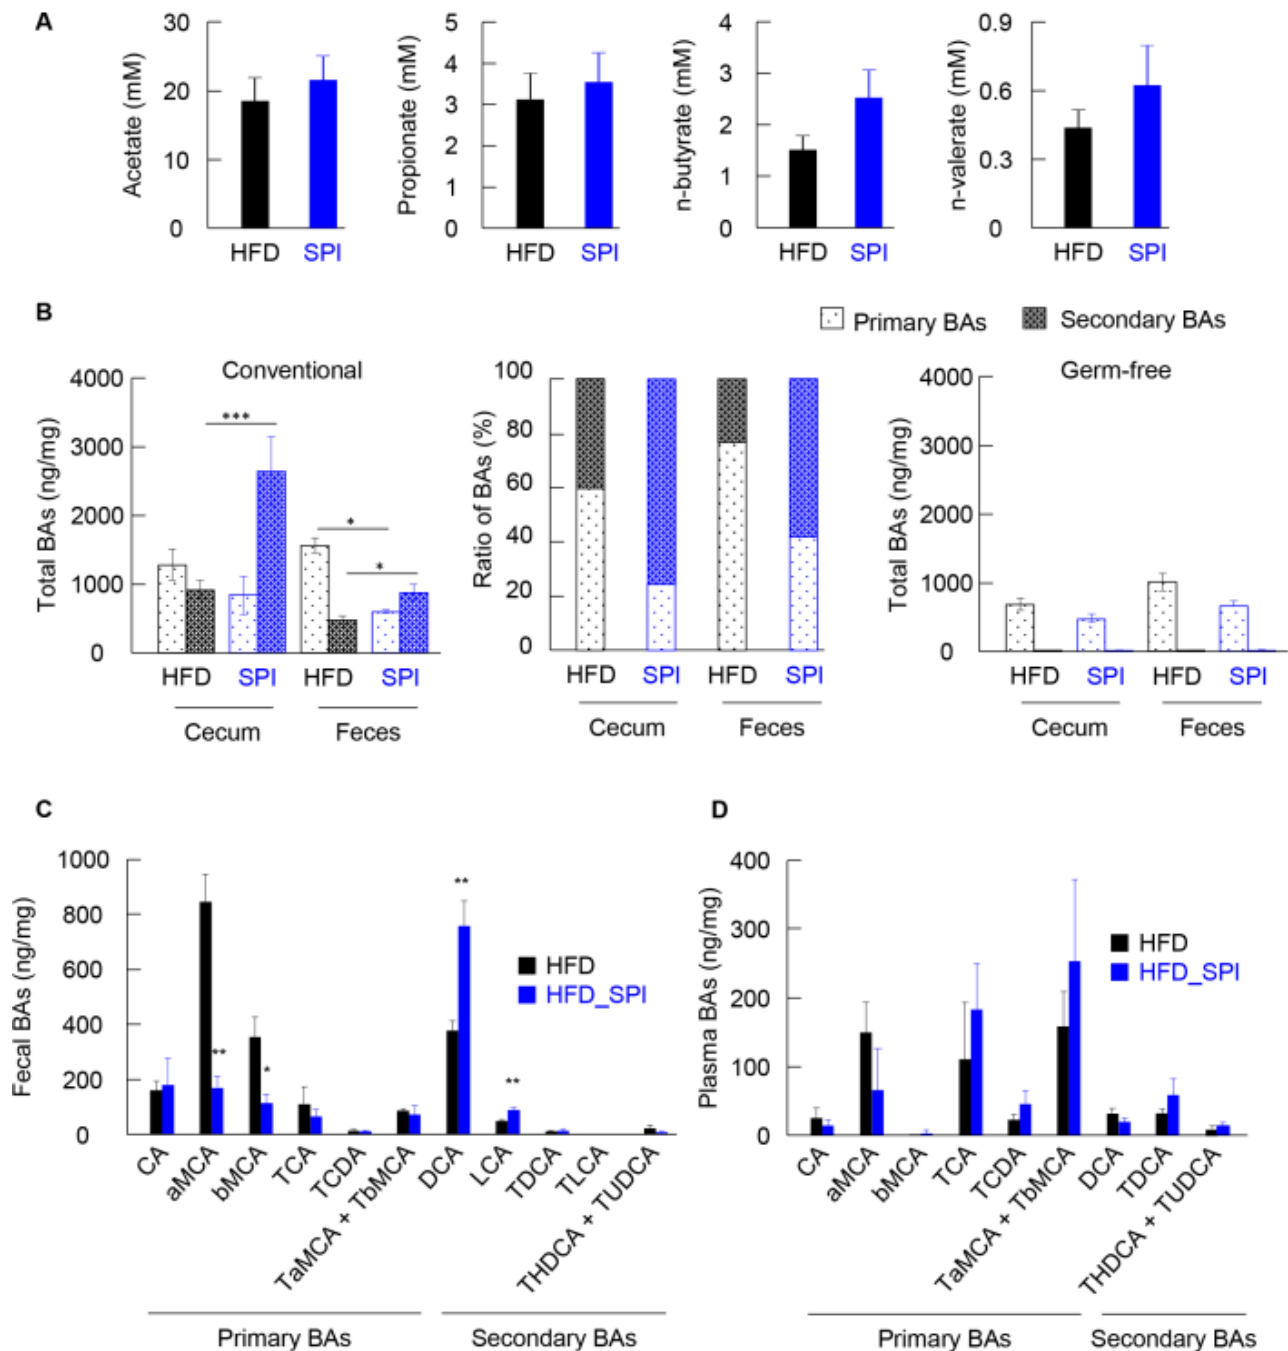 A
Acetate (mM)
30
20
10
0
HFD SPI
Propionate (mM)
5
4
3
2
1
0
HFD SPI
n-butyrate (mM)
4
3
2
1
0
HFD SPI
n-valerate (mM)
0.9
0.6
0.3
0
HFD SPI
B
Primary BAs Secondary BAs
Conventional
Total BAs (ng/mg)
4000
3000
2000
1000
0
***
*
*
HFD SPI HFD SPI
Cecum Feces
Ratio of BAs (%)
100
80
60
40
20
0
HFD SPI HFD SPI
Cecum Feces
Germ-free
Total BAs (ng/mg)
4000
3000
2000
1000
0
HFD SPI HFD SPI
Cecum Feces
C
Fecal BAs (ng/mg)
1000
800
600
400
200
0
**
*
**
**
HFD
HFD_SPI
CA
aMCA
bMCA
TCA
TCDA
TaMCA + TbMCA
DCA
LCA
TDCA
TLCA
THDCA + TUDCA
Primary BAs Secondary BAs
D
Plasma BAs (ng/mg)
400
300
200
100
0
HFD
HFD_SPI
CA
aMCA
bMCA
TCA
TCDA
TaMCA + TbMCA
DCA
TDCA
THDCA + TUDCA
Primary BAs Secondary BAs